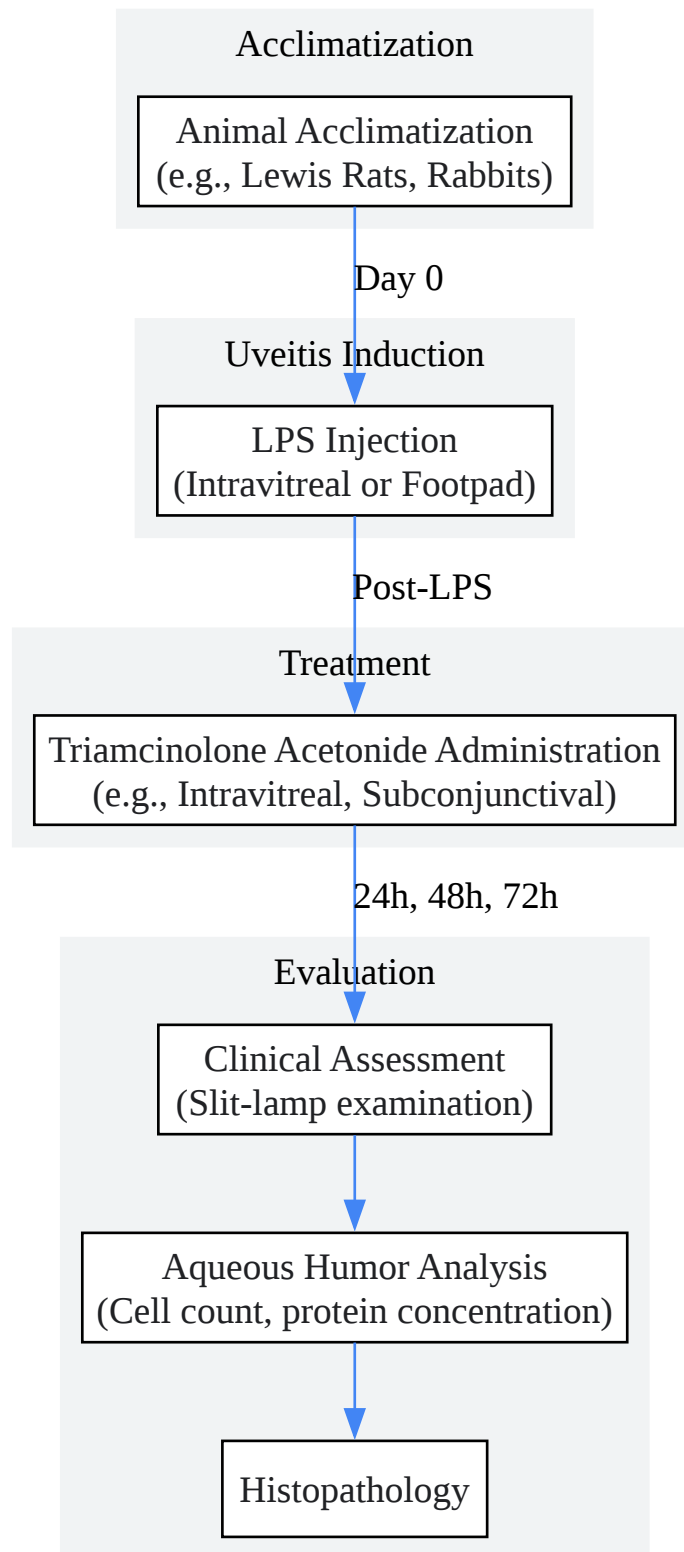 Acclimatization
Animal Acclimatization
(e.g., Lewis Rats, Rabbits)
Day 0
Uveitis Induction
LPS Injection
(Intravitreal or Footpad)
Post-LPS
Treatment
Triamcinolone Acetonide Administration
(e.g., Intravitreal, Subconjunctival)
24h, 48h, 72h
Evaluation
Clinical Assessment
(Slit-lamp examination)
Aqueous Humor Analysis
(Cell count, protein concentration)
Histopathology